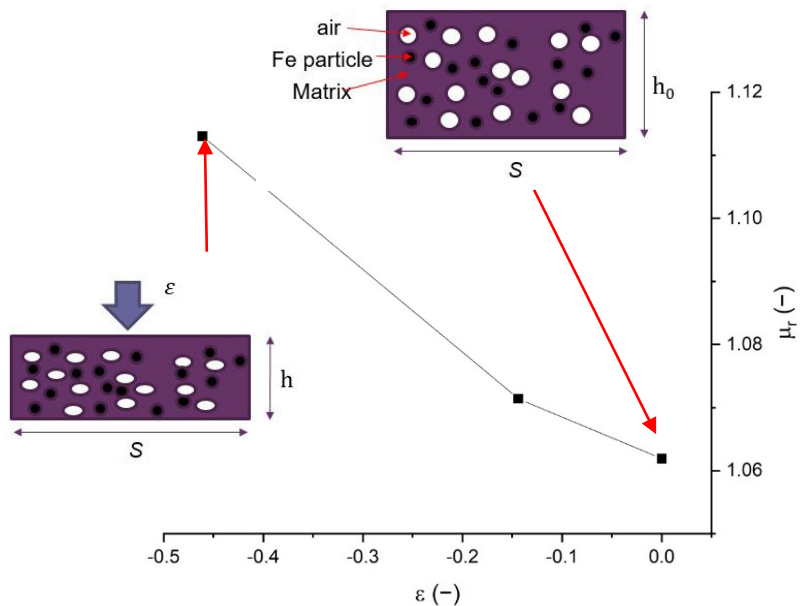 air
Fe particle
Matrix
h₀
S
ε
h
S
1.12
1.10
1.08
1.06
μr (−)
-0.5
-0.4
-0.3
-0.2
-0.1
0.0
ε (−)